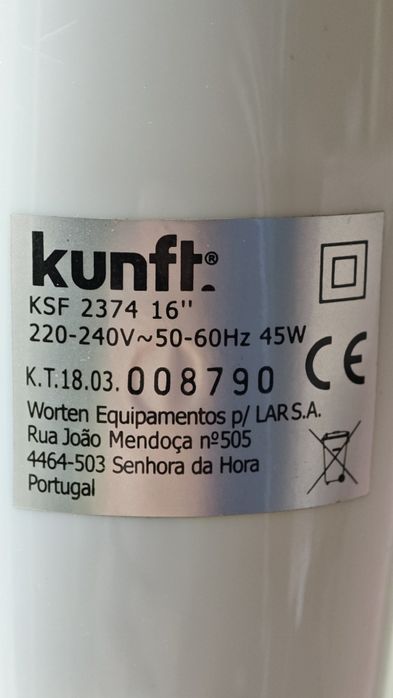 kunft.®
KSF 2374 16''
220-240V~50-60Hz 45W
CE
K.T.18.03. 008790
Worten Equipamentos p/ LAR S.A.
Rua João Mendoça nº505
4464-503 Senhora da Hora
Portugal